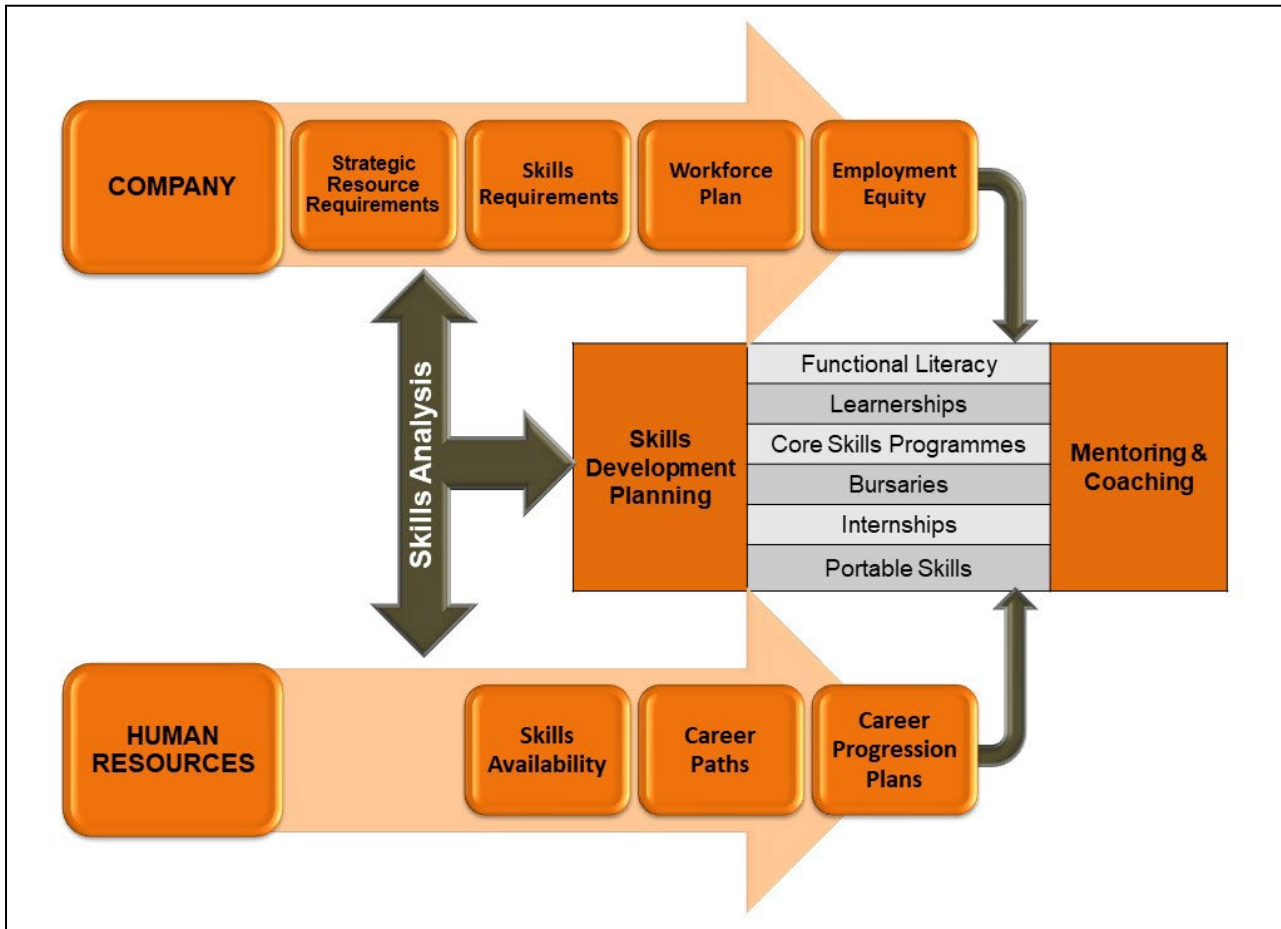 COMPANY
Strategic
Resource
Requirements
Skills
Requirements
Workforce
Plan
Employment
Equity
Skills Analysis
Skills
Development
Planning
Functional Literacy
Learnerships
Core Skills Programmes
Bursaries
Internships
Portable Skills
Mentoring &
Coaching
HUMAN
RESOURCES
Skills
Availability
Career
Paths
Career
Progression
Plans